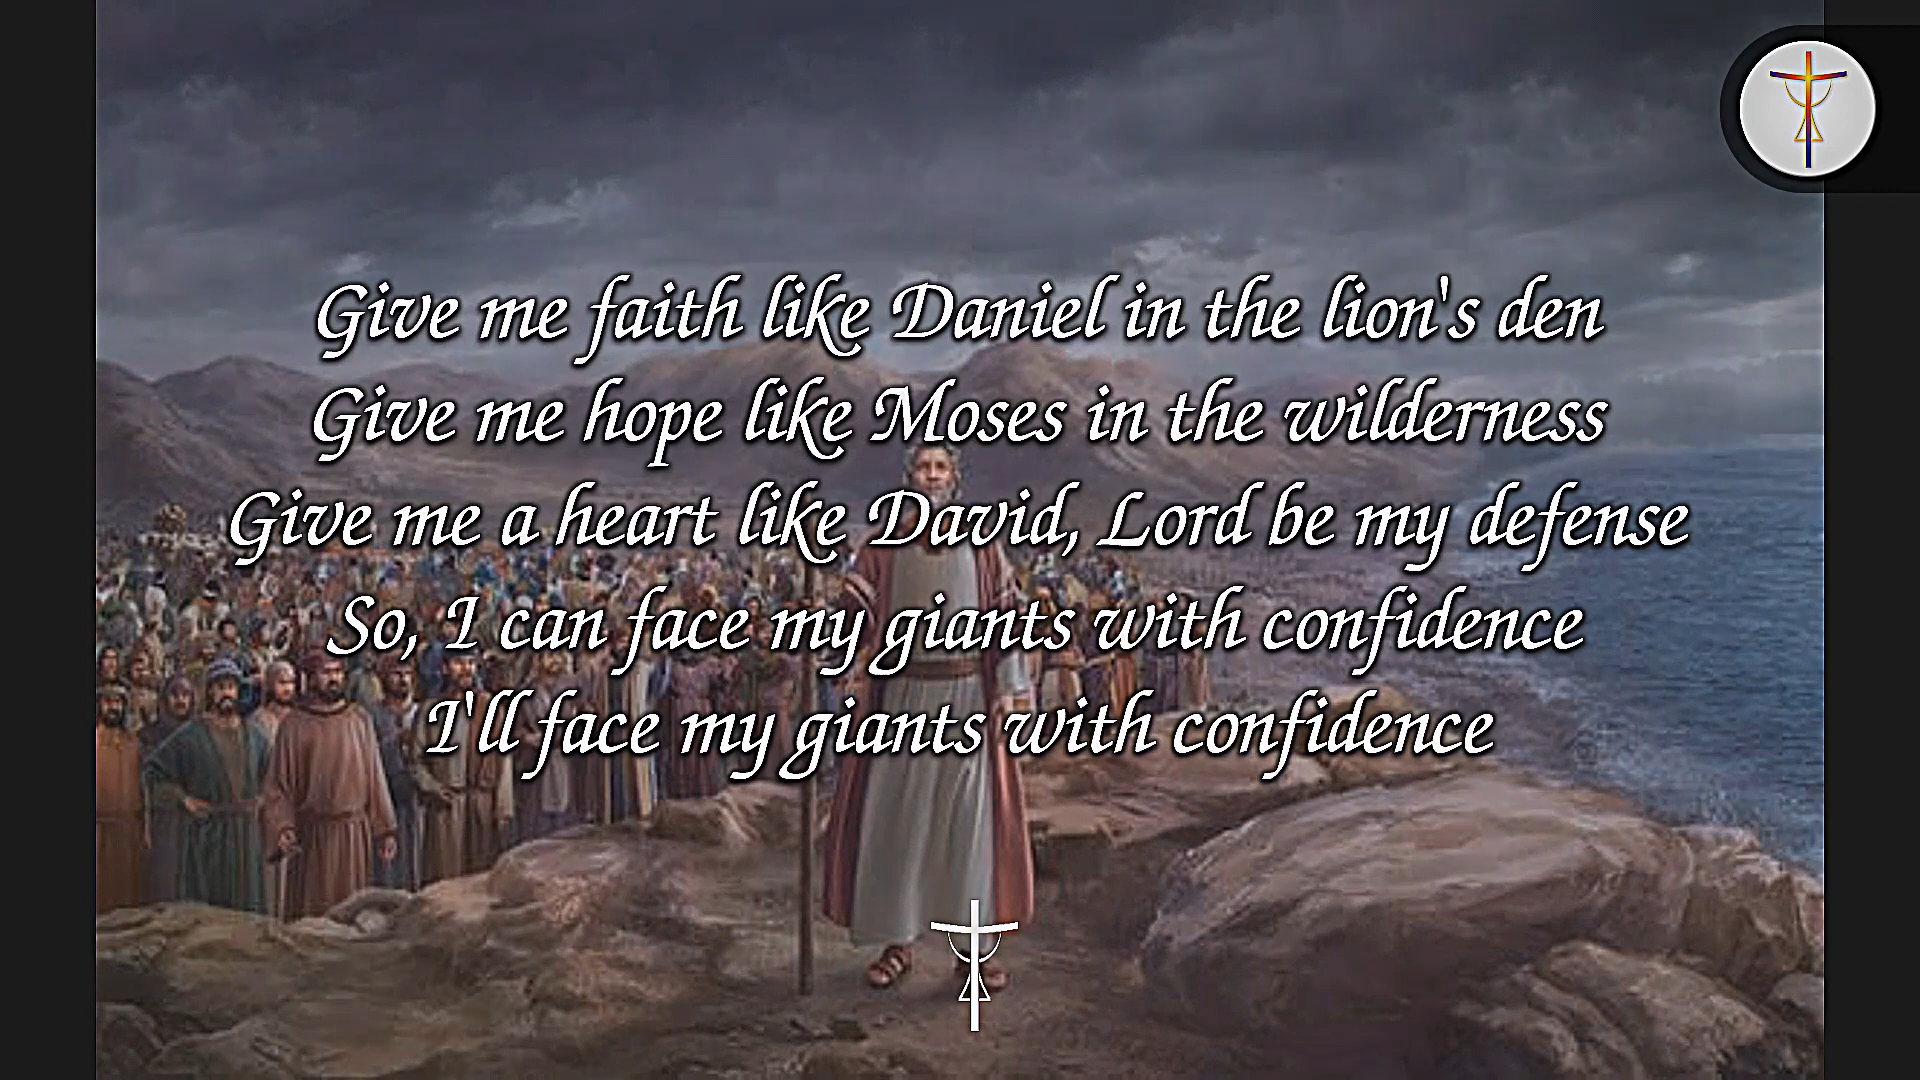 Give me faith like Daniel in the lion's den
Give me hope like Moses in the wilderness
Give me a heart like David, Lord be my defense
So, I can face my giants with confidence
I'll face my giants with confidence